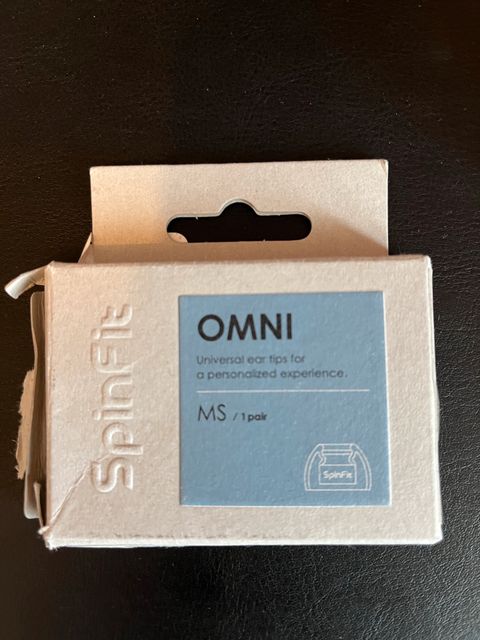 SpinFit
OMNI
Universal ear tips for
a personalized experience.
MS / 1 pair
SpinFit